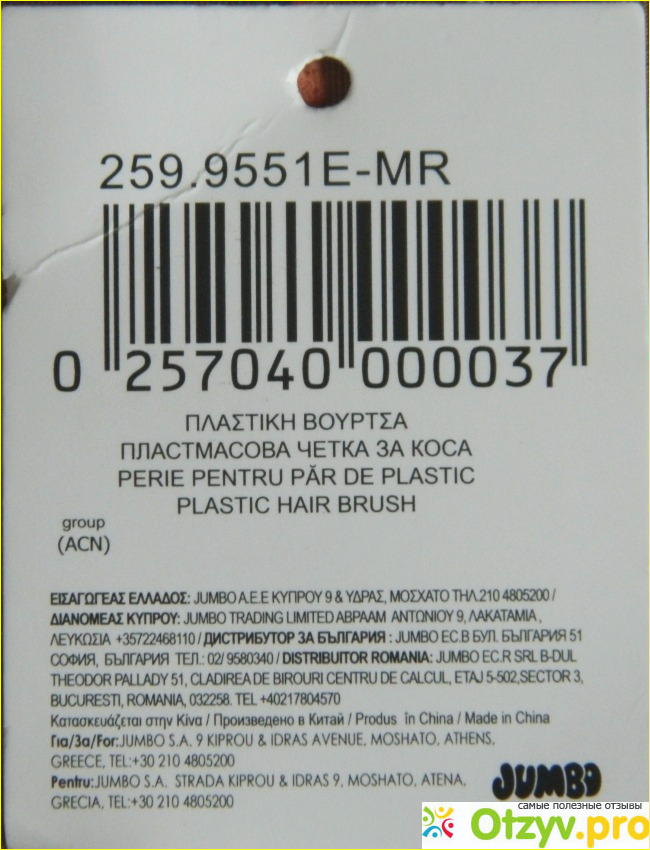 259.9551E-MR
0 257040 000037
ΠΛΑΣΤΙΚΗ ΒΟΥΡΤΣΑ
ПЛАСТМАСОВА ЧЕТКА ЗА КОСА
PERIE PENTRU PĂR DE PLASTIC
PLASTIC HAIR BRUSH
group
(ACN)
ΕΙΣΑΓΩΓΕΑΣ ΕΛΛΑΔΟΣ: JUMBO Α.Ε.Ε ΚΥΠΡΟΥ 9 & ΥΔΡΑΣ, ΜΟΣΧΑΤΟ ΤΗΛ.210 4805200 /
ΔΙΑΝΟΜΕΑΣ ΚΥΠΡΟΥ: JUMBO TRADING LIMITED ΑΒΡΑΑΜ ΑΝΤΩΝΙΟΥ 9, ΛΑΚΑΤΑΜΙΑ ,
ΛΕΥΚΩΣΙΑ +35722468110 / ДИСТРИБУТОР ЗА БЪЛГАРИЯ : JUMBO EC.B БУЛ. БЪЛГАРИЯ 51
СОФИЯ, БЪЛГАРИЯ ТЕЛ.: 02/ 9580340 / DISTRIBUITOR ROMANIA: JUMBO EC.R SRL B-DUL
THEODOR PALLADY 51, CLADIREA DE BIROURI CENTRU DE CALCUL, ETAJ 5-502,SECTOR 3,
BUCURESTI, ROMANIA, 032258. TEL +40217804570
Κατασκευάζεται στην Κίνα / Произведено в Китай / Produs în China / Made in China
Για/За/For:JUMBO S.A. 9 KIPROU & IDRAS AVENUE, MOSHATO, ATHENS,
GREECE, TEL:+30 210 4805200
Pentru:JUMBO S.A. STRADA KIPROU & IDRAS 9, MOSHATO, ATENA,
GRECIA, TEL:+30 210 4805200
JUMBO
самые полезные отзывы
Otzyv.pro